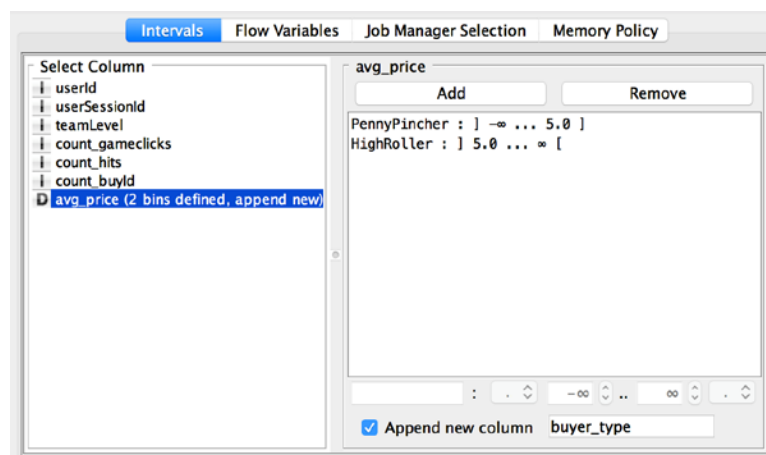 Intervals Flow Variables Job Manager Selection Memory Policy
Select Column
userId
userSessionId
teamLevel
count_gameclicks
count_hits
count_buyId
D avg_price (2 bins defined, append new)
avg_price
Add Remove
PennyPincher : ] -∞ ... 5.0 ]
HighRoller : ] 5.0 ... ∞ [
: . -∞ .. ∞ .
Append new column buyer_type